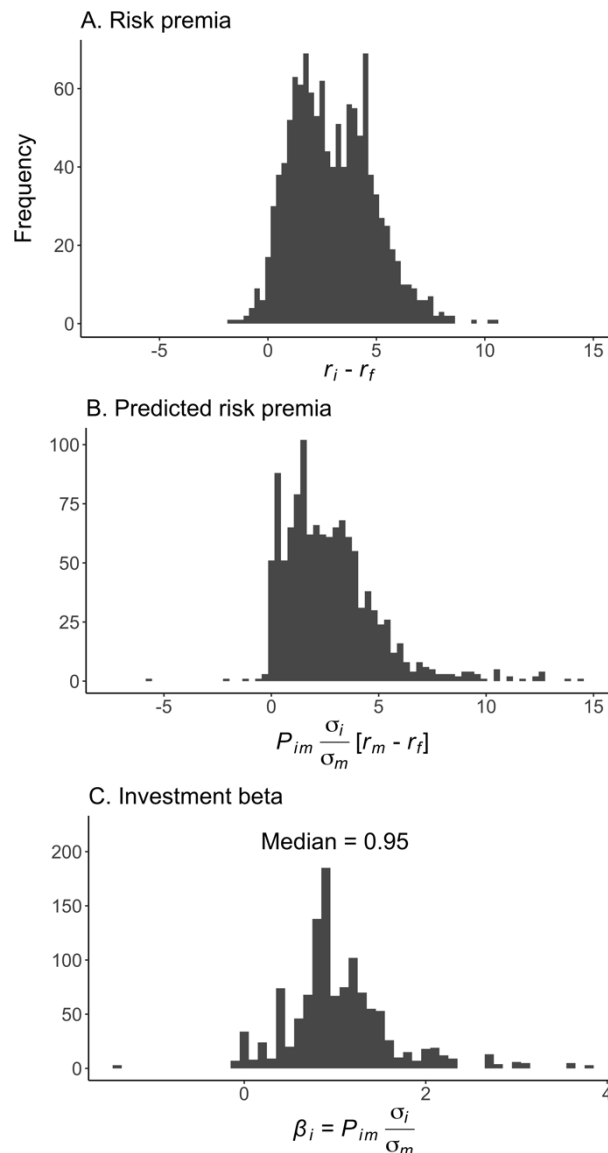 A. Risk premia
Frequency
60
40
20
0
-5 0 5 10 15
r_i - r_f
B. Predicted risk premia
100
75
50
25
0
-5 0 5 10 15
P_im σ_i/σ_m [r_m - r_f]
C. Investment beta
Median = 0.95
200
150
100
50
0
0 2 4
β_i = P_im σ_i/σ_m